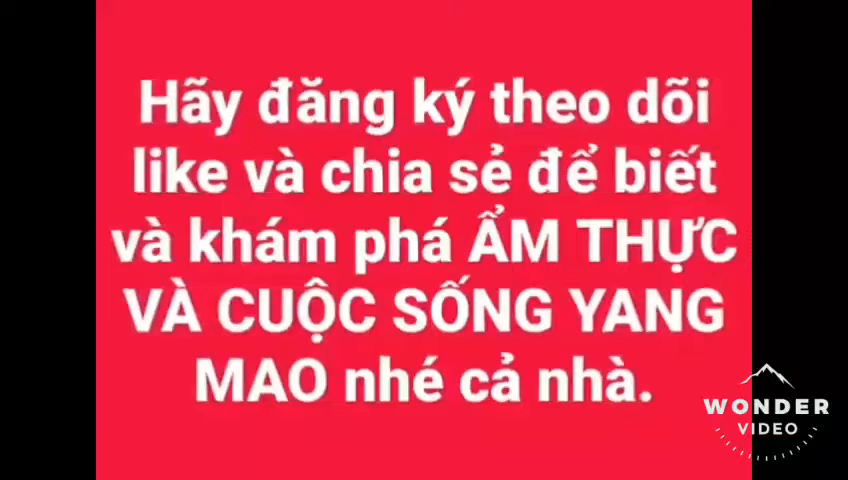 Hãy đăng ký theo dõi
like và chia sẻ để biết
và khám phá ẨM THỰC
VÀ CUỘC SỐNG YANG
MAO nhé cả nhà.
WONDER
VIDEO